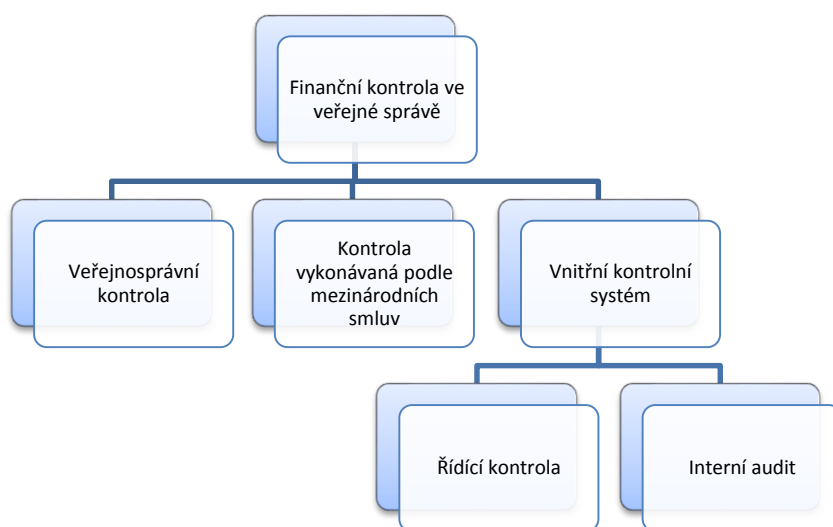 Finanční kontrola ve
veřejné správě
Veřejnosprávní
kontrola
Kontrola
vykonávaná podle
mezinárodních
smluv
Vnitřní kontrolní
systém
Řídící kontrola
Interní audit